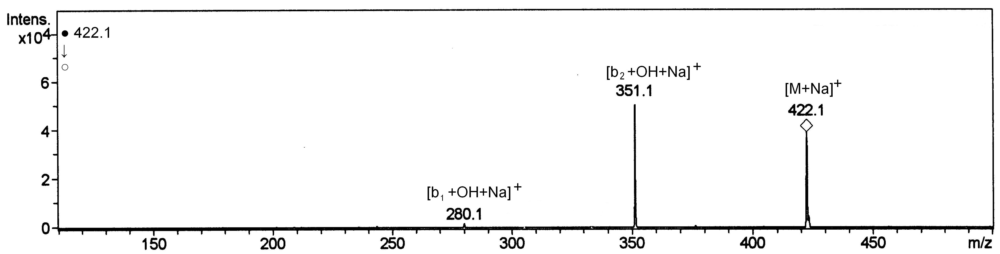 Intens.
x10⁴
● 422.1
↓
○
6
4
2
0
[b₁ +OH+Na]⁺
280.1
[b₂ +OH+Na]⁺
351.1
[M+Na]⁺
422.1
150 200 250 300 350 400 450 m/z